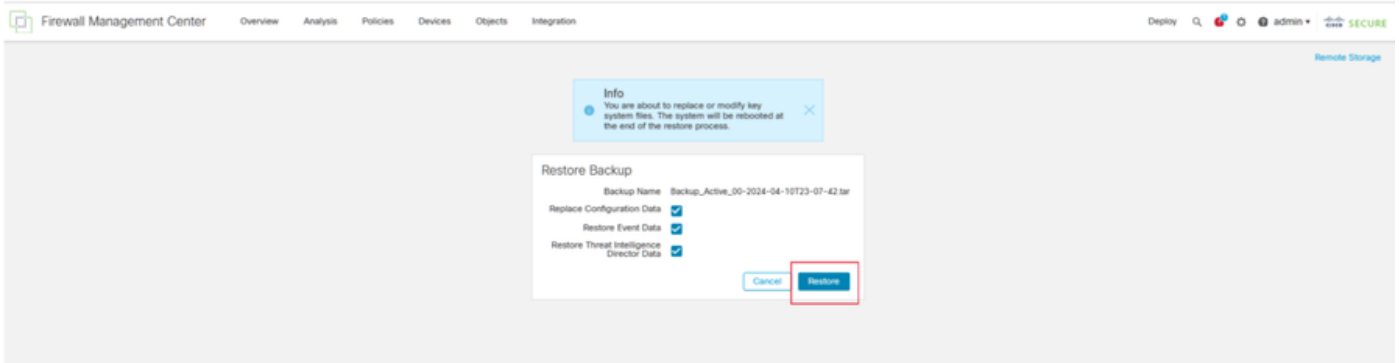 Firewall Management Center Overview Analysis Policies Devices Objects Integration Deploy admin CISCO SECURE
Remote Storage
Info
You are about to replace or modify key
system files. The system will be rebooted at
the end of the restore process.
Restore Backup
Backup Name Backup_Active_00-2024-04-10T23-07-42.tar
Replace Configuration Data
Restore Event Data
Restore Threat Intelligence
Director Data
Cancel Restore